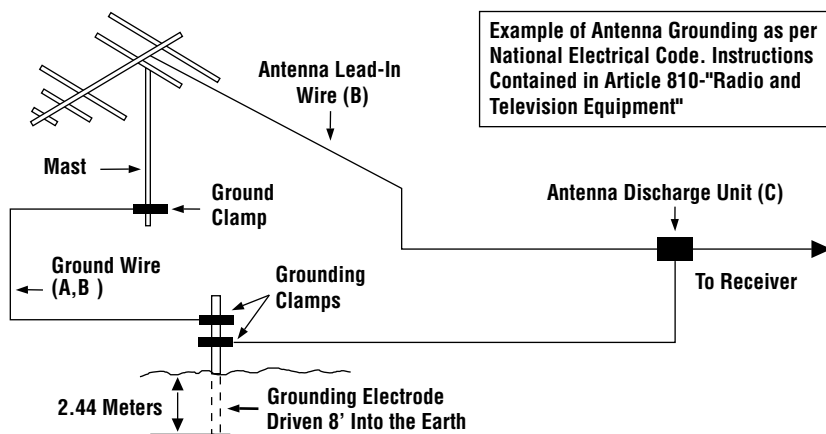 Example of Antenna Grounding as per
National Electrical Code. Instructions
Contained in Article 810-"Radio and
Television Equipment"
Antenna Lead-In
Wire (B)
Mast
Ground
Clamp
Antenna Discharge Unit (C)
Ground Wire
(A,B )
Grounding
Clamps
To Receiver
2.44 Meters
Grounding Electrode
Driven 8' Into the Earth